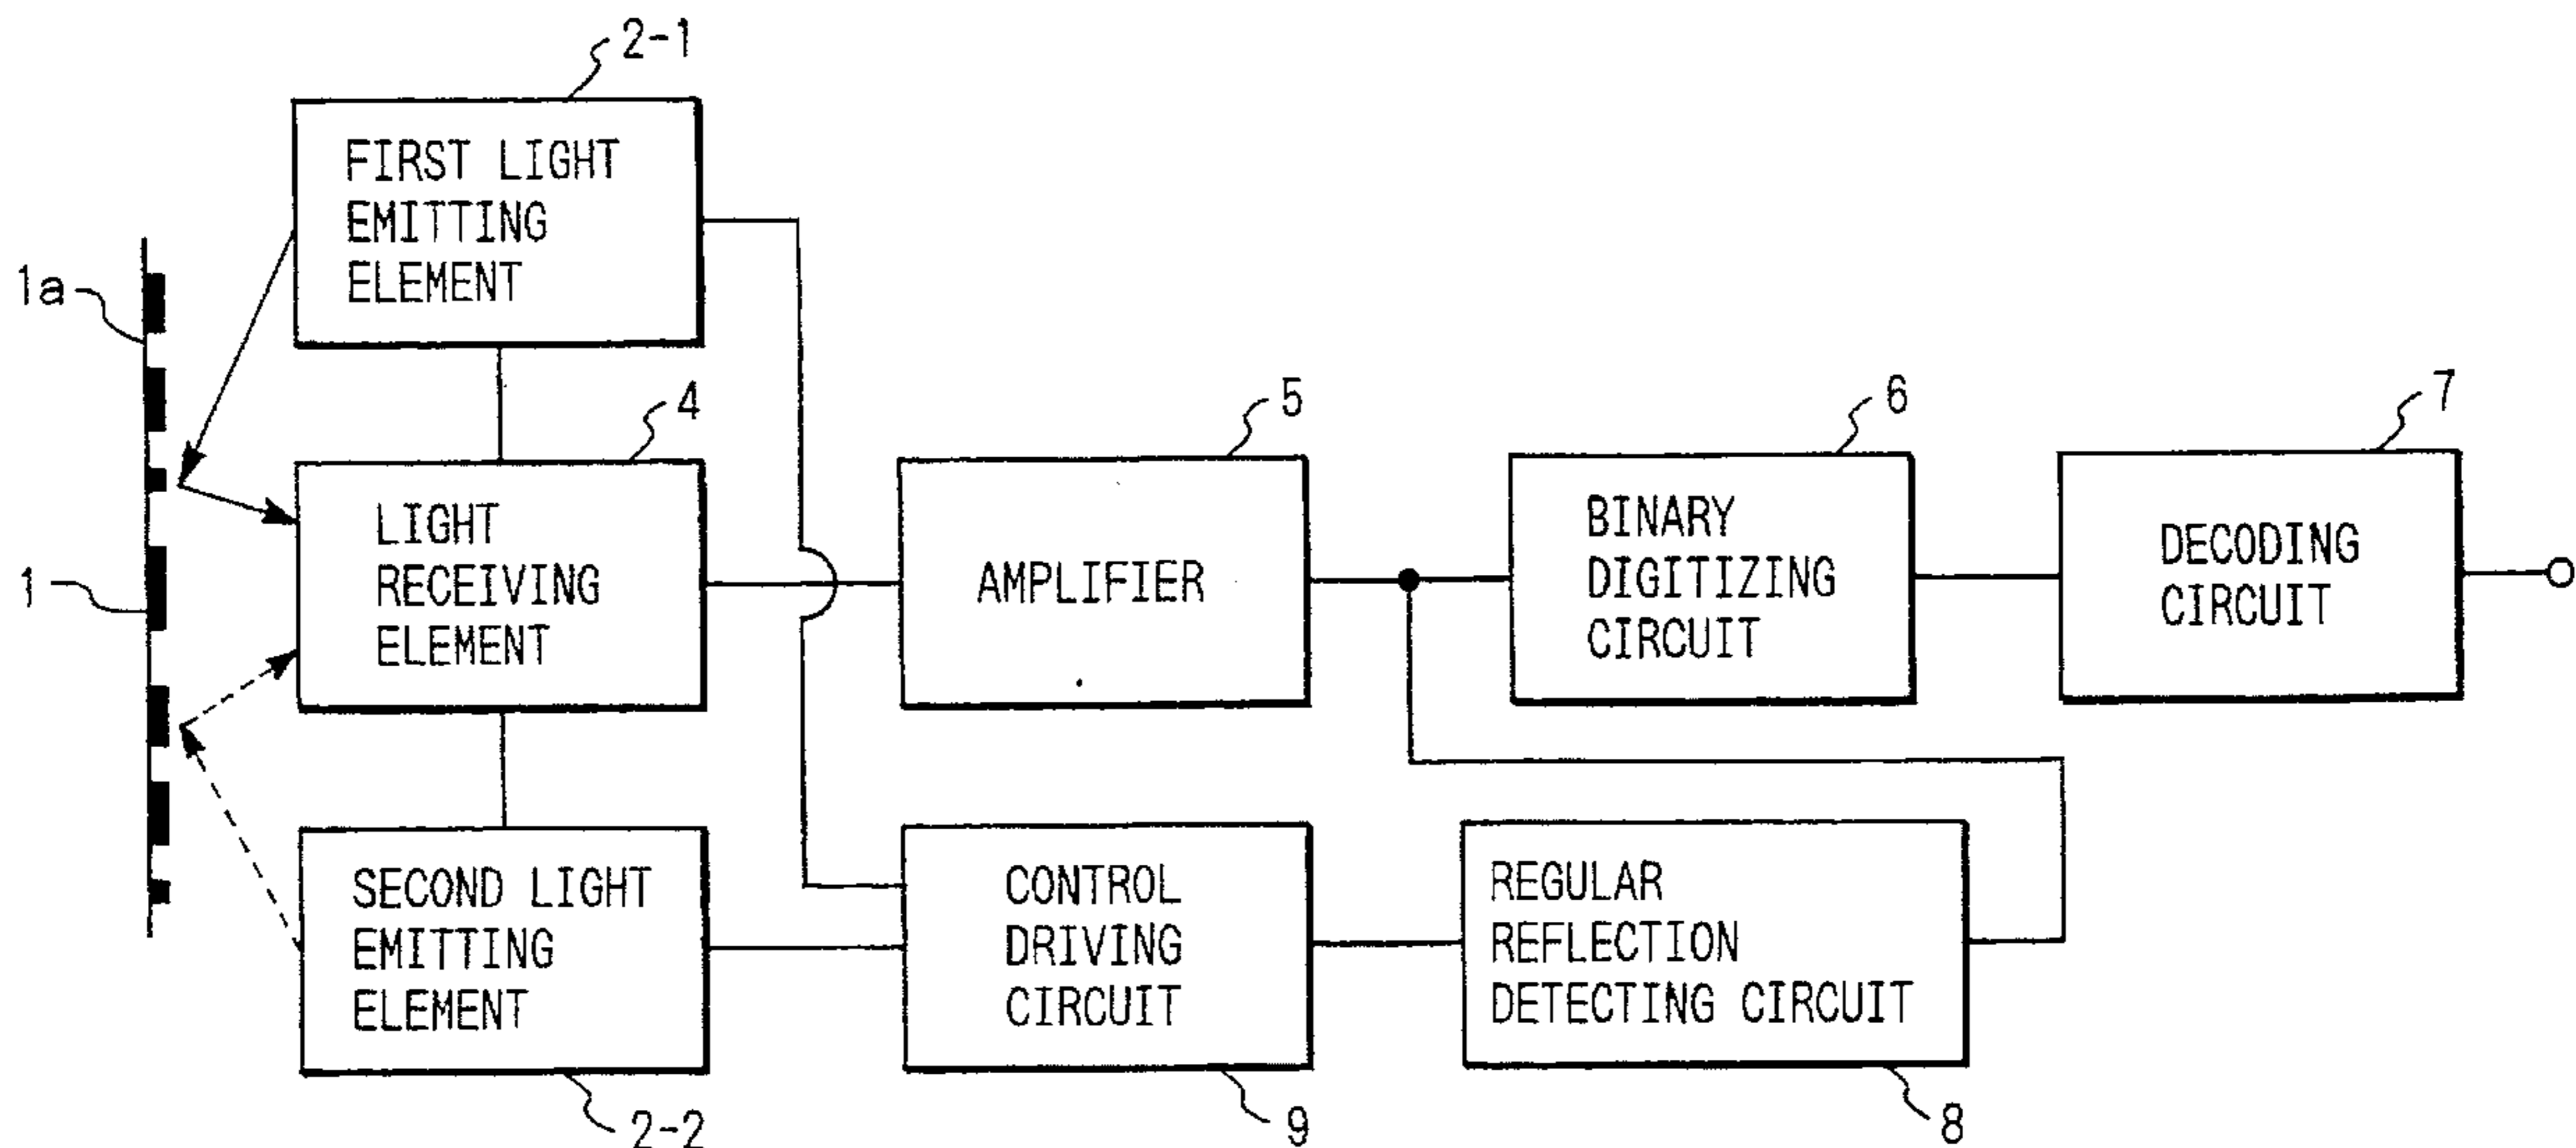 2-1
FIRST LIGHT
EMITTING
ELEMENT
1a
4
5
6
7
LIGHT
RECEIVING
ELEMENT
AMPLIFIER
BINARY
DIGITIZING
CIRCUIT
DECODING
CIRCUIT
1
SECOND LIGHT
EMITTING
ELEMENT
CONTROL
DRIVING
CIRCUIT
REGULAR
REFLECTION
DETECTING CIRCUIT
2-2
9
8